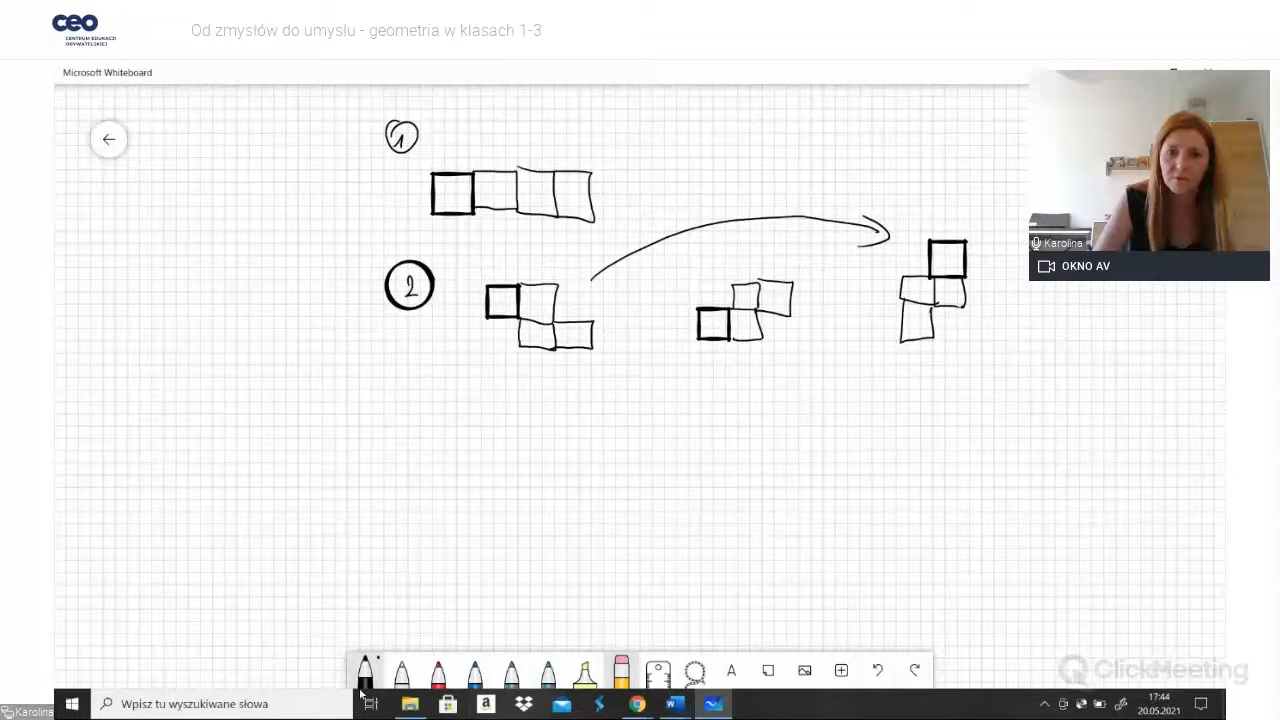 ceo
CENTRUM EDUKACJI
OBYWATELSKIEJ
Od zmysłów do umysłu - geometria w klasach 1-3
Microsoft Whiteboard
1
2
Karolina
OKNO AV
A
ClickMeeting
Karolina
Wpisz tu wyszukiwane słowa
17:44
20.05.2021